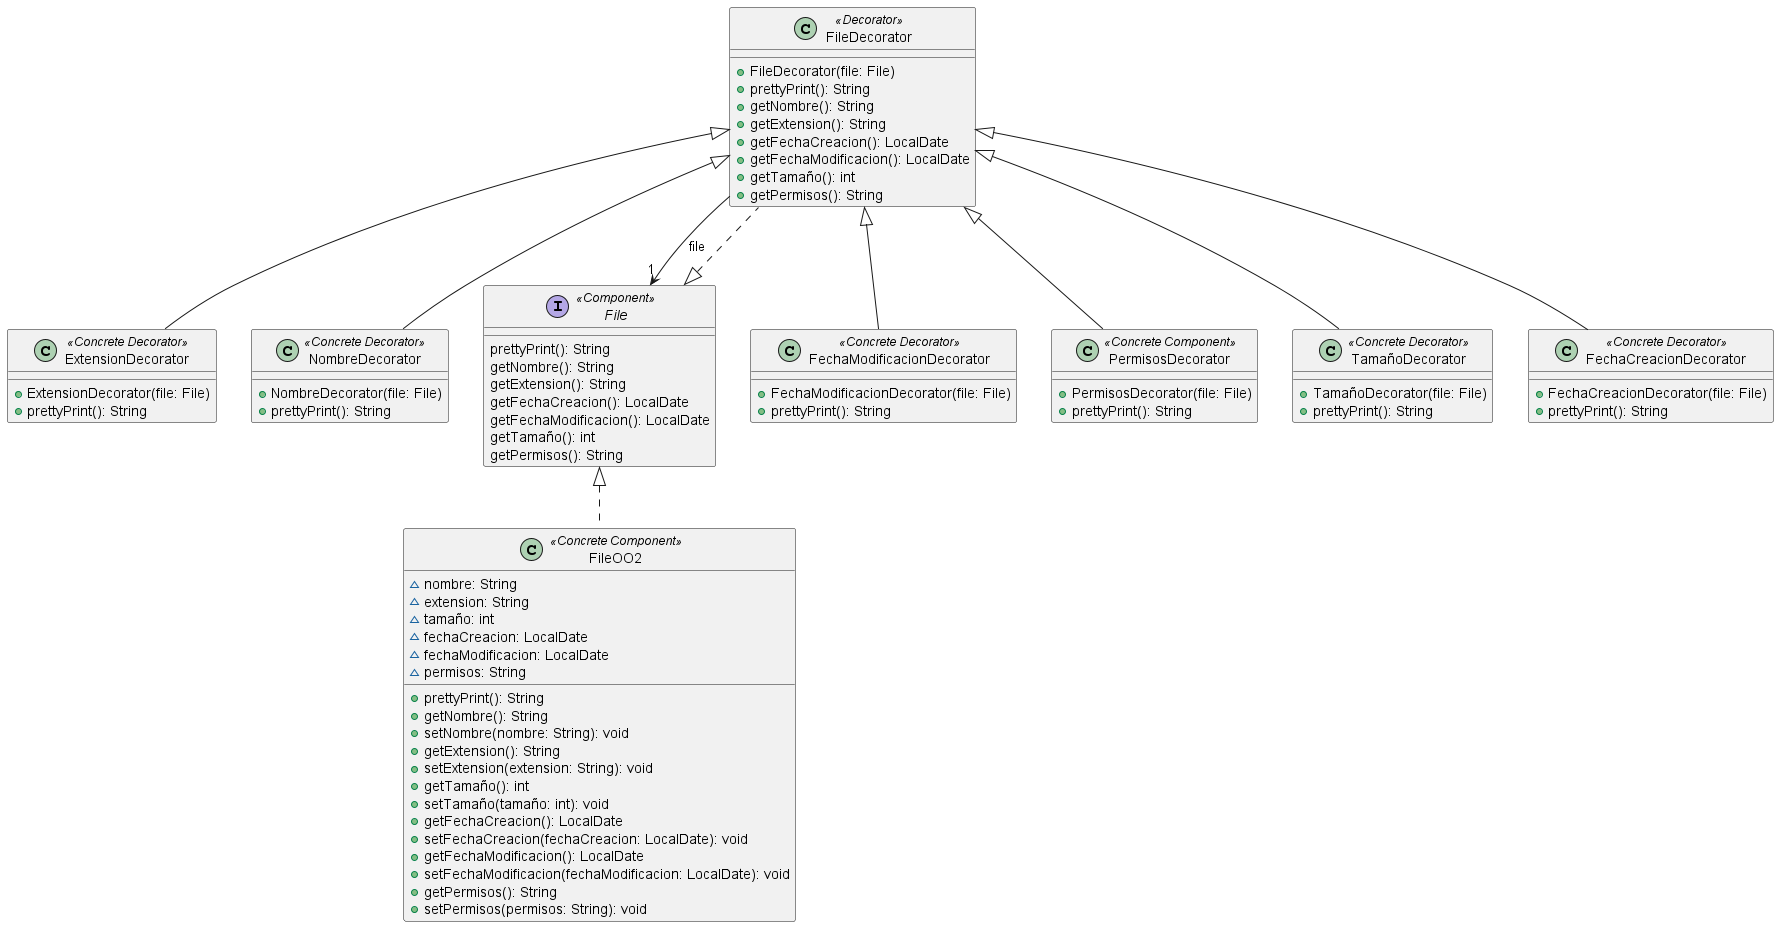 C
«Decorator»
FileDecorator
FileDecorator(file: File)
prettyPrint(): String
getNombre(): String
getExtension(): String
getFechaCreacion(): LocalDate
getFechaModificacion(): LocalDate
getTamaño(): int
getPermisos(): String
file
1
C
«Concrete Decorator»
ExtensionDecorator
ExtensionDecorator(file: File)
prettyPrint(): String
C
«Concrete Decorator»
NombreDecorator
NombreDecorator(file: File)
prettyPrint(): String
I
«Component»
File
prettyPrint(): String
getNombre(): String
getExtension(): String
getFechaCreacion(): LocalDate
getFechaModificacion(): LocalDate
getTamaño(): int
getPermisos(): String
C
«Concrete Decorator»
FechaModificacionDecorator
FechaModificacionDecorator(file: File)
prettyPrint(): String
C
«Concrete Component»
PermisosDecorator
PermisosDecorator(file: File)
prettyPrint(): String
C
«Concrete Decorator»
TamañoDecorator
TamañoDecorator(file: File)
prettyPrint(): String
C
«Concrete Decorator»
FechaCreacionDecorator
FechaCreacionDecorator(file: File)
prettyPrint(): String
C
«Concrete Component»
FileOO2
nombre: String
extension: String
tamaño: int
fechaCreacion: LocalDate
fechaModificacion: LocalDate
permisos: String
prettyPrint(): String
getNombre(): String
setNombre(nombre: String): void
getExtension(): String
setExtension(extension: String): void
getTamaño(): int
setTamaño(tamaño: int): void
getFechaCreacion(): LocalDate
setFechaCreacion(fechaCreacion: LocalDate): void
getFechaModificacion(): LocalDate
setFechaModificacion(fechaModificacion: LocalDate): void
getPermisos(): String
setPermisos(permisos: String): void